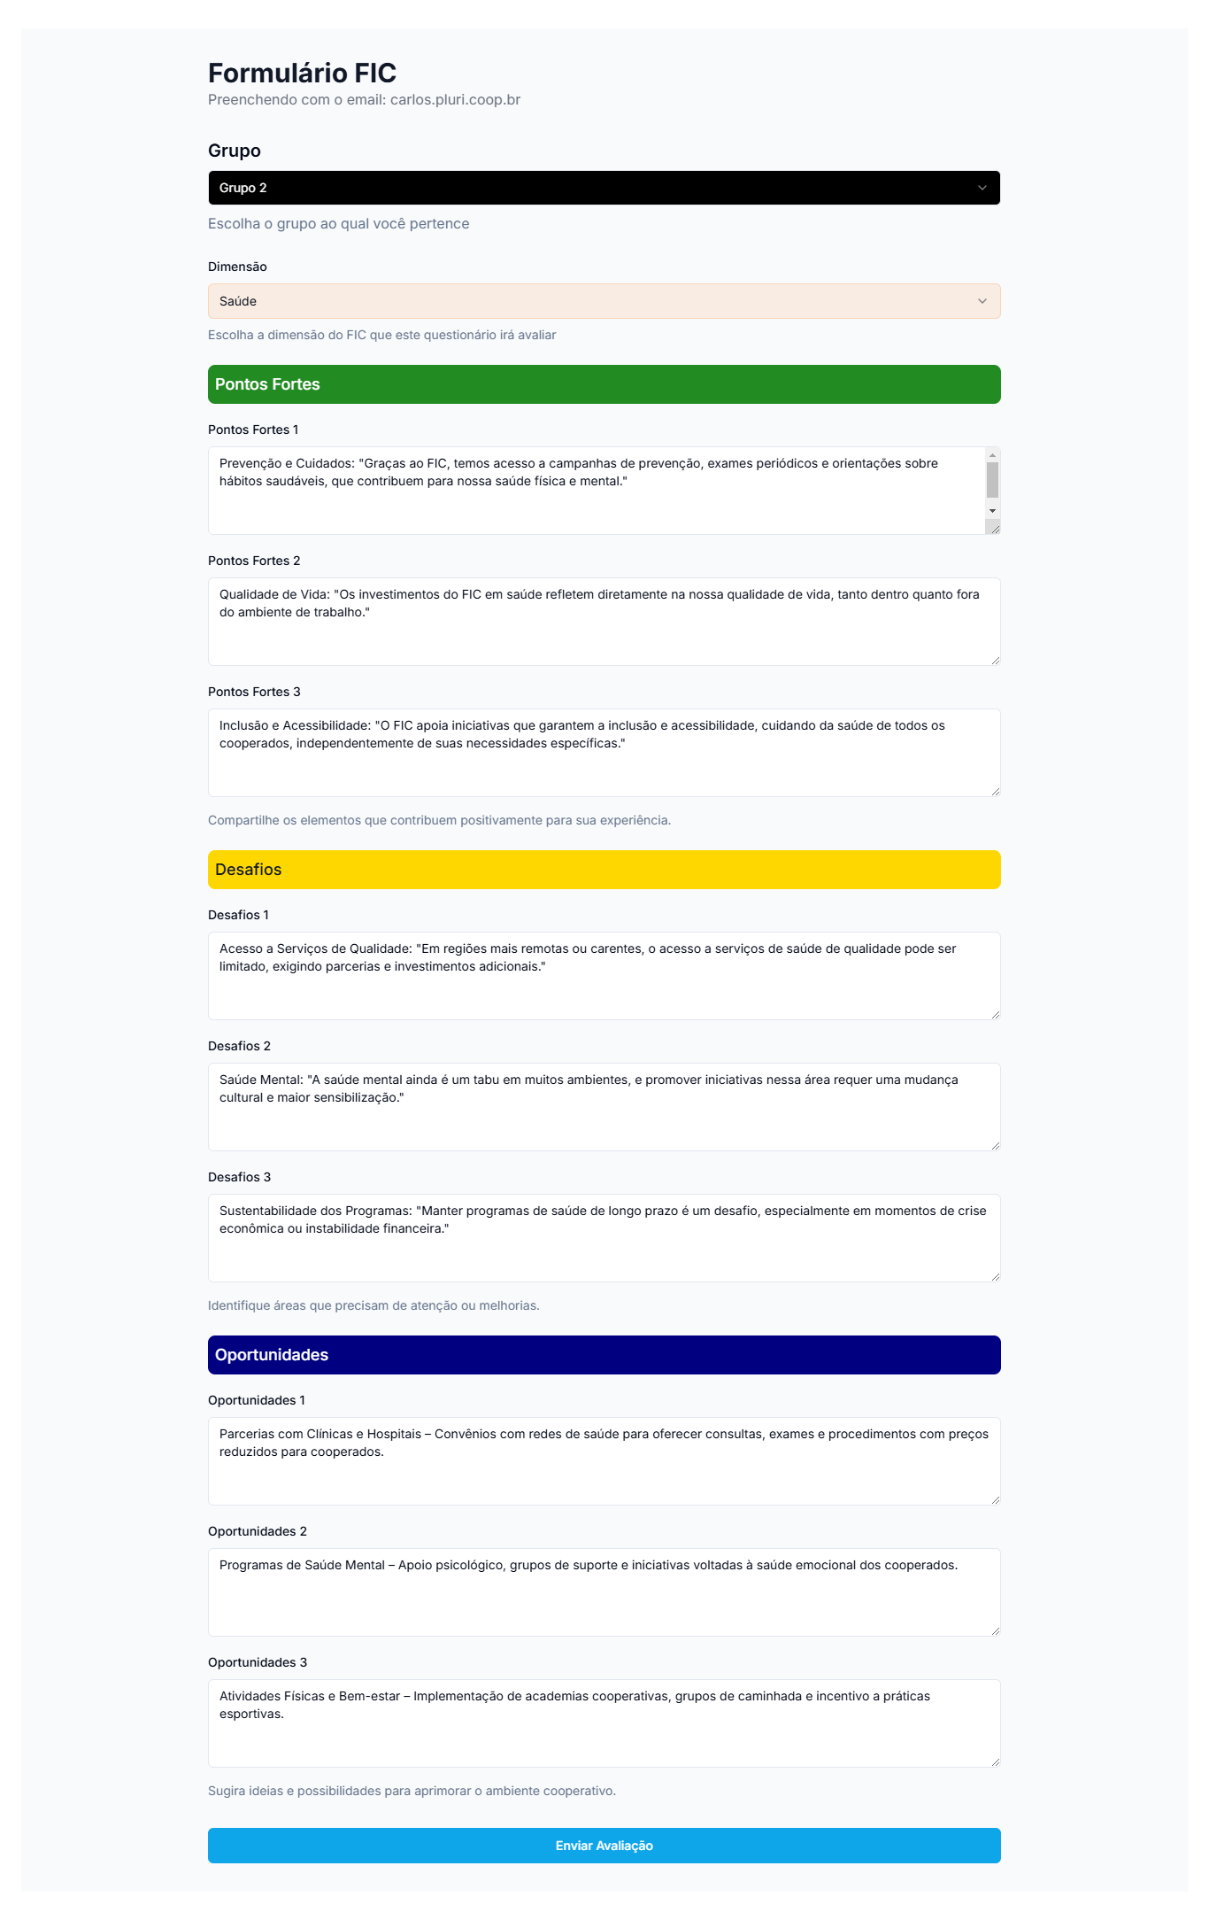 Formulário FIC
Preenchendo com o email: carlos.pluri.coop.br
Grupo
Grupo 2
Escolha o grupo ao qual você pertence
Dimensão
Saúde
Escolha a dimensão do FIC que este questionário irá avaliar
Pontos Fortes
Pontos Fortes 1
Prevenção e Cuidados: "Graças ao FIC, temos acesso a campanhas de prevenção, exames periódicos e orientações sobre
hábitos saudáveis, que contribuem para nossa saúde física e mental."
Pontos Fortes 2
Qualidade de Vida: "Os investimentos do FIC em saúde refletem diretamente na nossa qualidade de vida, tanto dentro quanto fora
do ambiente de trabalho."
Pontos Fortes 3
Inclusão e Acessibilidade: "O FIC apoia iniciativas que garantem a inclusão e acessibilidade, cuidando da saúde de todos os
cooperados, independentemente de suas necessidades específicas."
Compartilhe os elementos que contribuem positivamente para sua experiência.
Desafios
Desafios 1
Acesso a Serviços de Qualidade: "Em regiões mais remotas ou carentes, o acesso a serviços de saúde de qualidade pode ser
limitado, exigindo parcerias e investimentos adicionais."
Desafios 2
Saúde Mental: "A saúde mental ainda é um tabu em muitos ambientes, e promover iniciativas nessa área requer uma mudança
cultural e maior sensibilização."
Desafios 3
Sustentabilidade dos Programas: "Manter programas de saúde de longo prazo é um desafio, especialmente em momentos de crise
econômica ou instabilidade financeira."
Identifique áreas que precisam de atenção ou melhorias.
Oportunidades
Oportunidades 1
Parcerias com Clínicas e Hospitais – Convênios com redes de saúde para oferecer consultas, exames e procedimentos com preços
reduzidos para cooperados.
Oportunidades 2
Programas de Saúde Mental – Apoio psicológico, grupos de suporte e iniciativas voltadas à saúde emocional dos cooperados.
Oportunidades 3
Atividades Físicas e Bem-estar – Implementação de academias cooperativas, grupos de caminhada e incentivo a práticas
esportivas.
Sugira ideias e possibilidades para aprimorar o ambiente cooperativo.
Enviar Avaliação